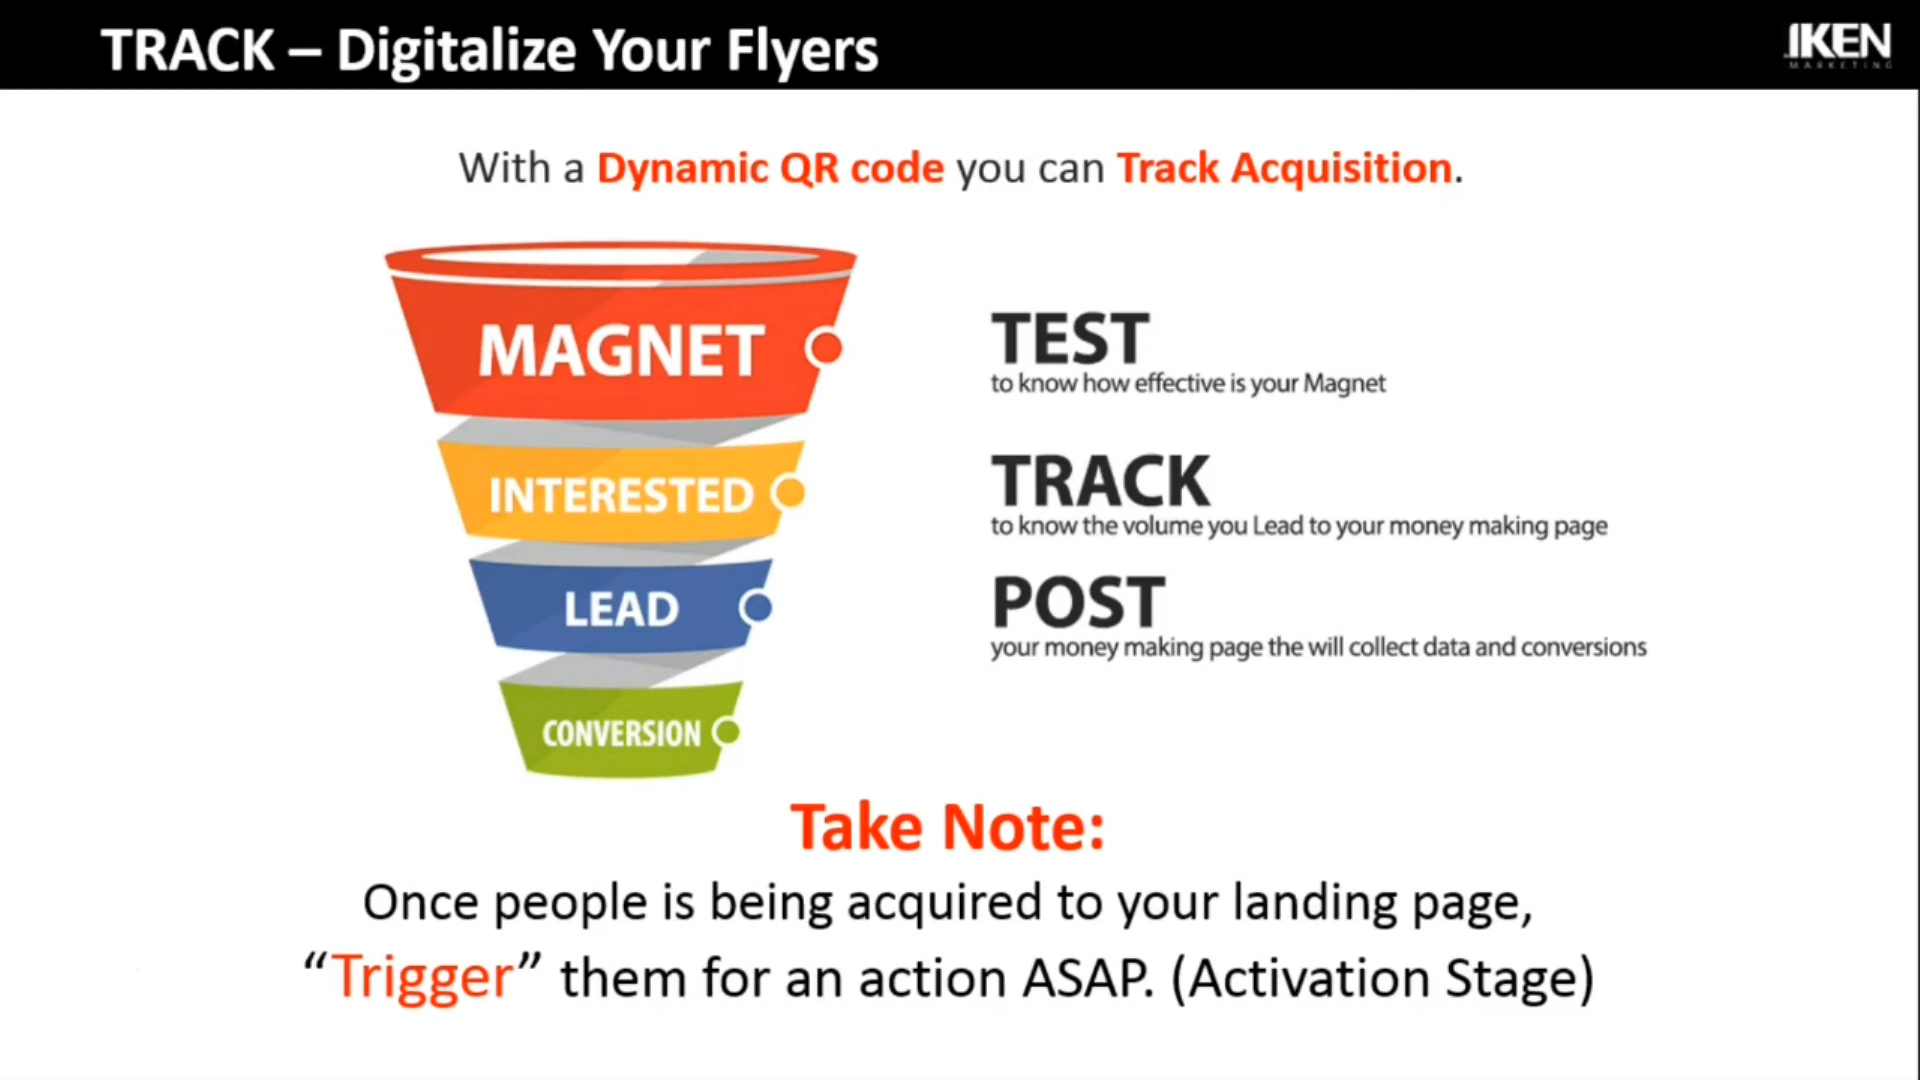 TRACK – Digitalize Your Flyers
.IKEN
MARKETING
With a Dynamic QR code you can Track Acquisition.
MAGNET
TEST
to know how effective is your Magnet
INTERESTED
TRACK
to know the volume you Lead to your money making page
LEAD
POST
your money making page the will collect data and conversions
CONVERSION
Take Note:
Once people is being acquired to your landing page,
“Trigger” them for an action ASAP. (Activation Stage)